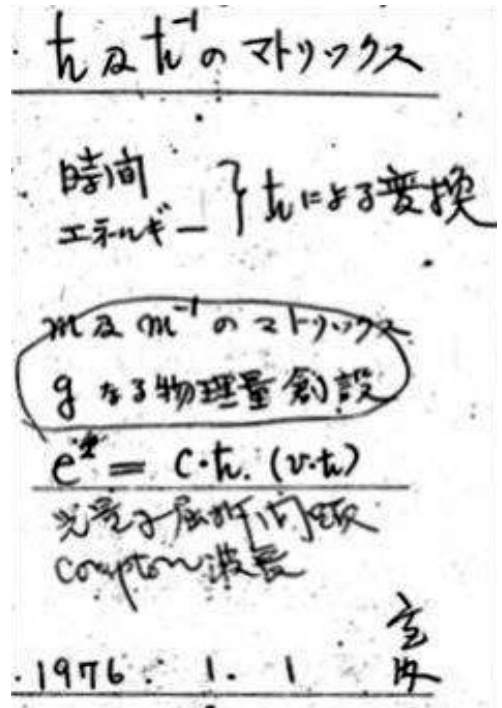 ħ及ħ⁻¹のマトリックス
時間
エネルギー } ħによる変換
m及m⁻¹のマトリックス
gなる物理量創設
e² = c·ħ. (v·ħ)
光量子屈折問題
Compton波長
1976. 1. 1